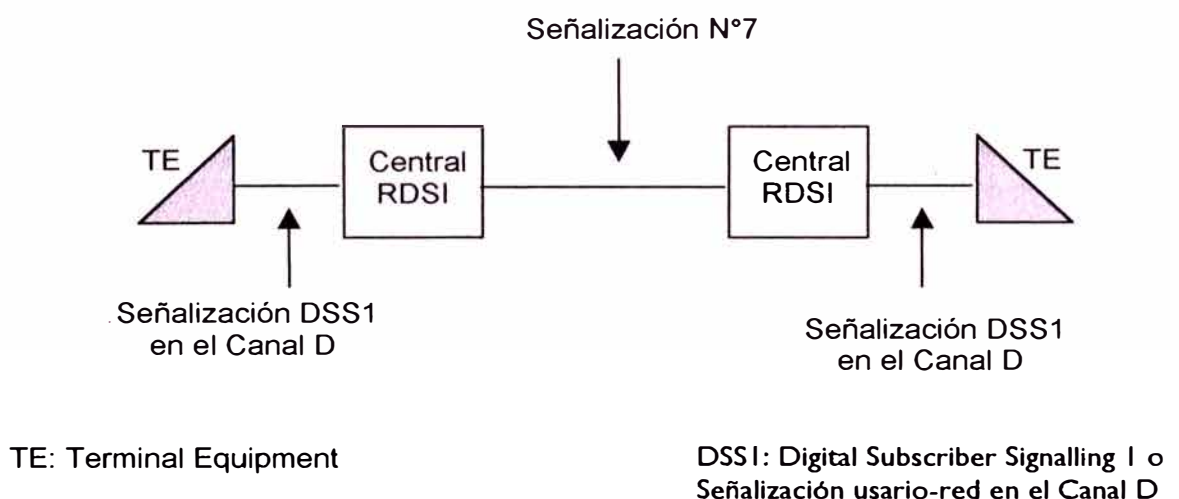 Señalización N°7
TE
Central
RDSI
Central
RDSI
TE
Señalización DSS1
en el Canal D
Señalización DSS1
en el Canal D
TE: Terminal Equipment
DSS1: Digital Subscriber Signalling 1 o
Señalización usario-red en el Canal D